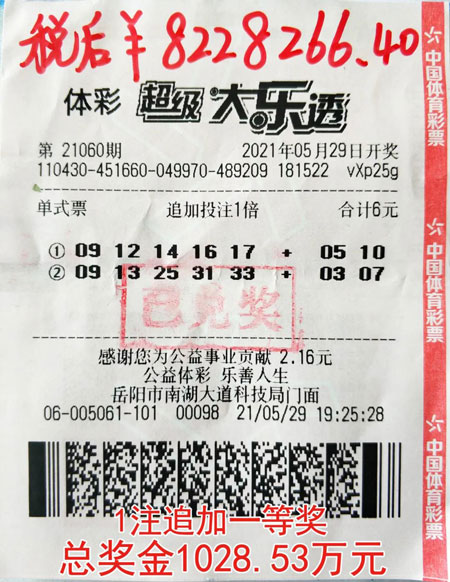 税后￥8228266.40
体彩 超级大乐透
第 21060期 2021年05月29日开奖
110430-451660-049970-489209 181522 vXp25g
单式票 追加投注1倍 合计6元
① 09 12 14 16 17 + 05 10
② 09 13 25 31 33 + 03 07
已兑奖
感谢您为公益事业贡献 2.16元
公益体彩 乐善人生
岳阳市南湖大道科技局门面
06-005061-101 00098 21/05/29 19:25:28
1注追加一等奖
总奖金1028.53万元
中国体育彩票
中国体育彩票
中国体育彩票